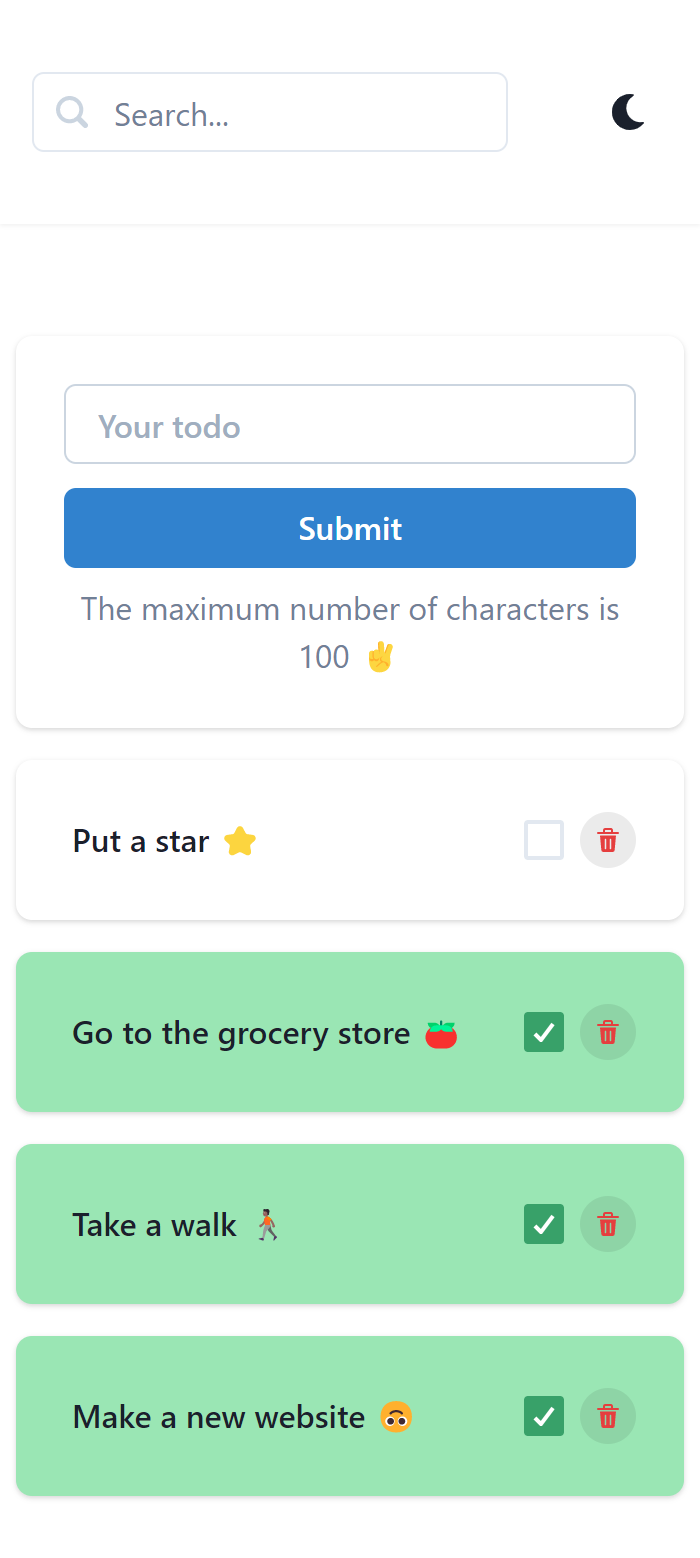 Search...
Your todo
Submit
The maximum number of characters is
100 ✌️
Put a star ⭐
Go to the grocery store 🍅
Take a walk 🚶🏾
Make a new website 🙃